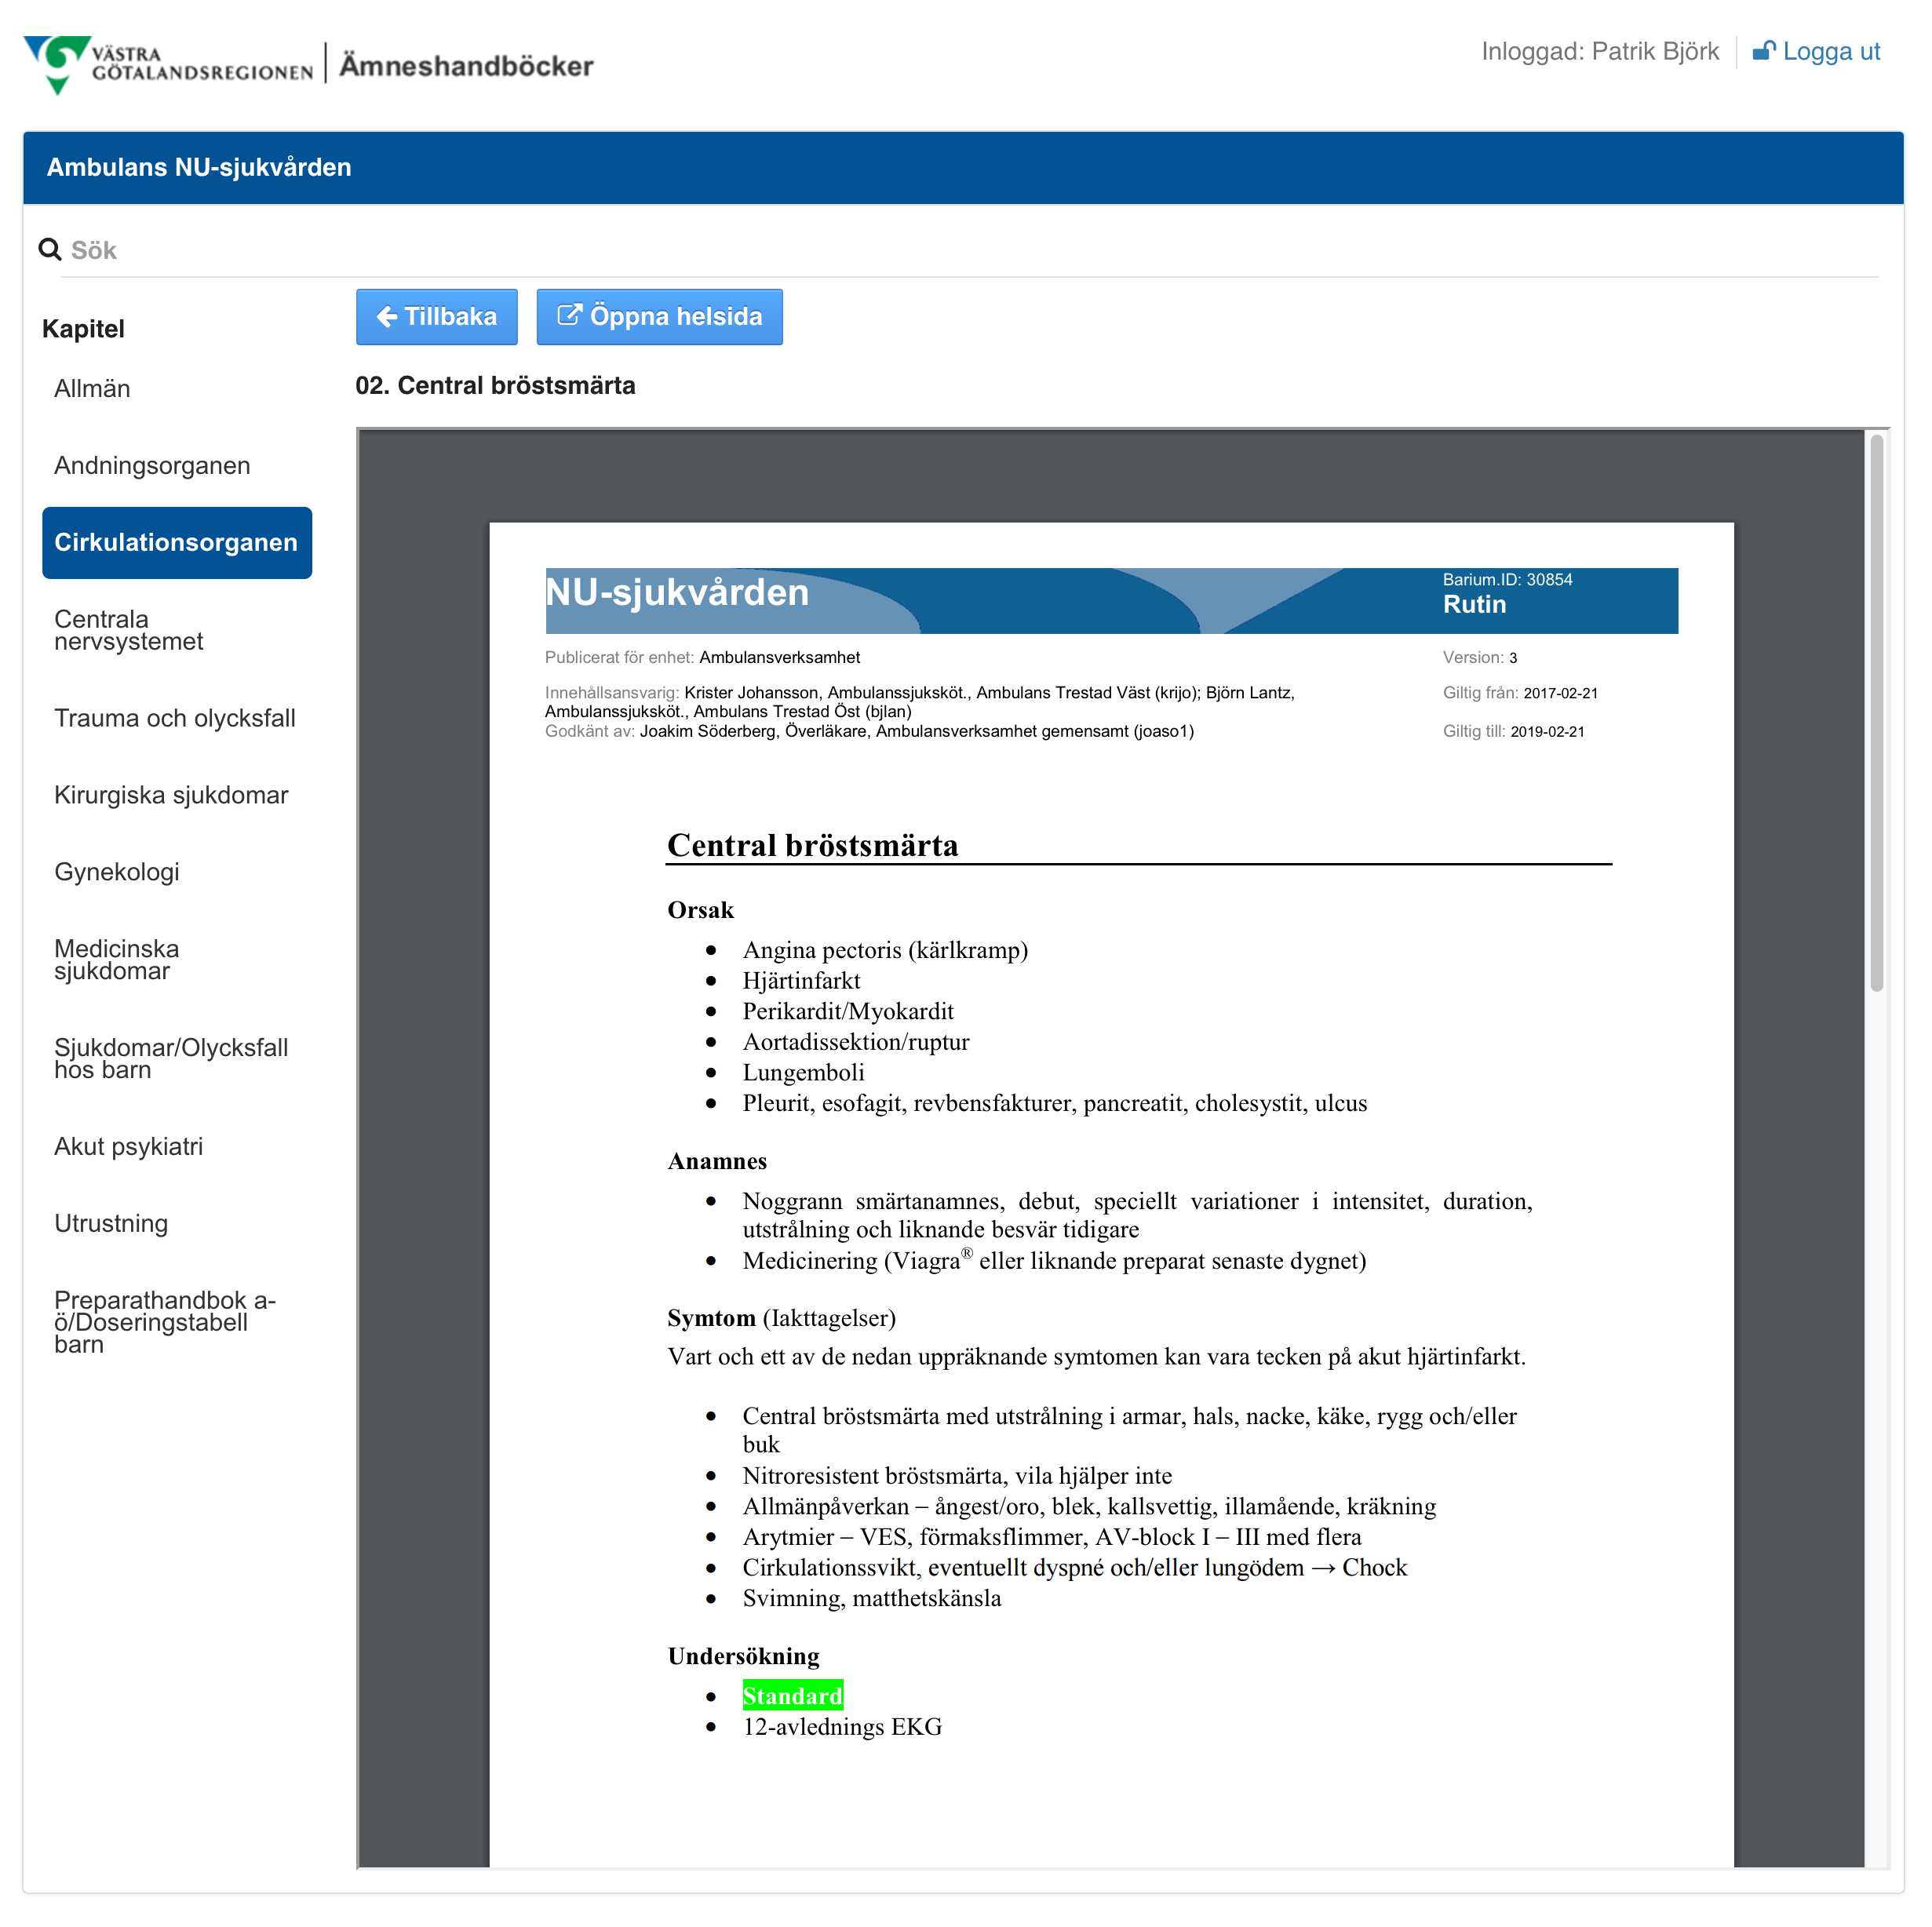 VÄSTRA
GÖTALANDSREGIONEN
Ämneshandböcker
Inloggad: Patrik Björk
Logga ut
Ambulans NU-sjukvården
Sök
Kapitel
Allmän
Andningsorganen
Cirkulationsorganen
Centrala
nervsystemet
Trauma och olycksfall
Kirurgiska sjukdomar
Gynekologi
Medicinska
sjukdomar
Sjukdomar/Olycksfall
hos barn
Akut psykiatri
Utrustning
Preparathandbok a-
ö/Doseringstabell
barn
Tillbaka
Öppna helsida
02. Central bröstsmärta
NU-sjukvården
Barium.ID: 30854
Rutin
Publicerat för enhet: Ambulansverksamhet
Version: 3
Innehållsansvarig: Krister Johansson, Ambulanssjuksköt., Ambulans Trestad Väst (krijo); Björn Lantz,
Ambulanssjuksköt., Ambulans Trestad Öst (bjlan)
Giltig från: 2017-02-21
Godkänt av: Joakim Söderberg, Överläkare, Ambulansverksamhet gemensamt (joaso1)
Giltig till: 2019-02-21
Central bröstsmärta
Orsak
• Angina pectoris (kärlkramp)
• Hjärtinfarkt
• Perikardit/Myokardit
• Aortadissektion/ruptur
• Lungemboli
• Pleurit, esofagit, revbensfakturer, pancreatit, cholesystit, ulcus
Anamnes
• Noggrann smärtanamnes, debut, speciellt variationer i intensitet, duration,
utstrålning och liknande besvär tidigare
• Medicinering (Viagra® eller liknande preparat senaste dygnet)
Symtom (Iakttagelser)
Vart och ett av de nedan uppräknande symtomen kan vara tecken på akut hjärtinfarkt.
• Central bröstsmärta med utstrålning i armar, hals, nacke, käke, rygg och/eller
buk
• Nitroresistent bröstsmärta, vila hjälper inte
• Allmänpåverkan – ångest/oro, blek, kallsvettig, illamående, kräkning
• Arytmier – VES, förmaksflimmer, AV-block I – III med flera
• Cirkulationssvikt, eventuellt dyspné och/eller lungödem → Chock
• Svimning, matthetskänsla
Undersökning
• Standard
• 12-avlednings EKG